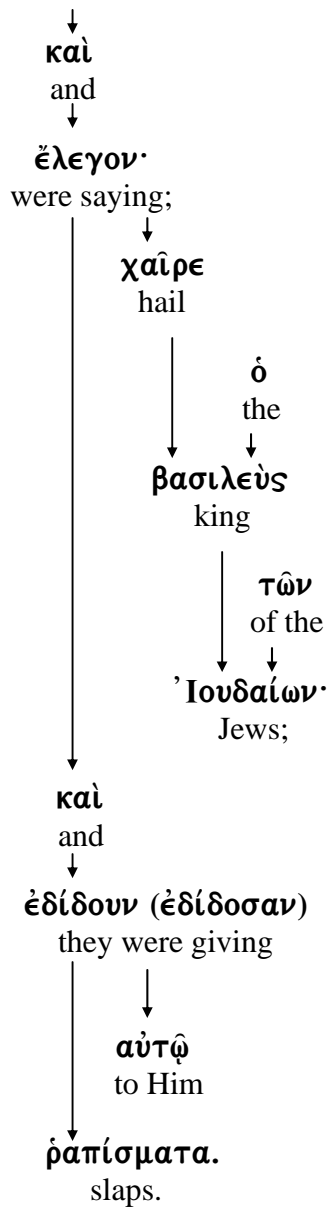 καὶ
and
ἔλεγον·
were saying;
χαῖρε
hail
ὁ
the
βασιλεὺς
king
τῶν
of the
Ἰουδαίων·
Jews;
καὶ
and
ἐδίδουν (ἐδίδοσαν)
they were giving
αὐτῷ
to Him
ῥαπίσματα.
slaps.